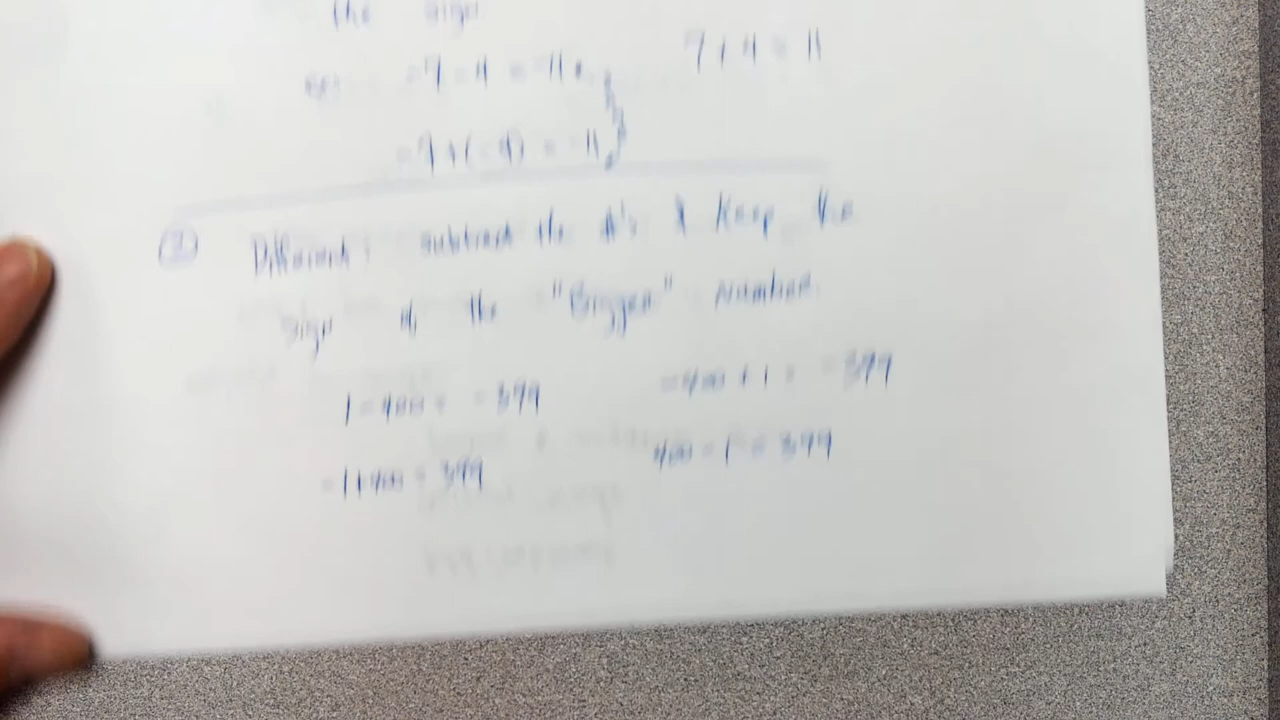 the sign
ex: -7 - 4 = -11    7 + 4 = 11
-7 + (-4) = -11
② Different: subtract the #'s & keep the
sign of the "Bigger" number.
1 - 400 = -399    -400 + 1 = -399
-1 + 400 = 399    400 - 1 = 399